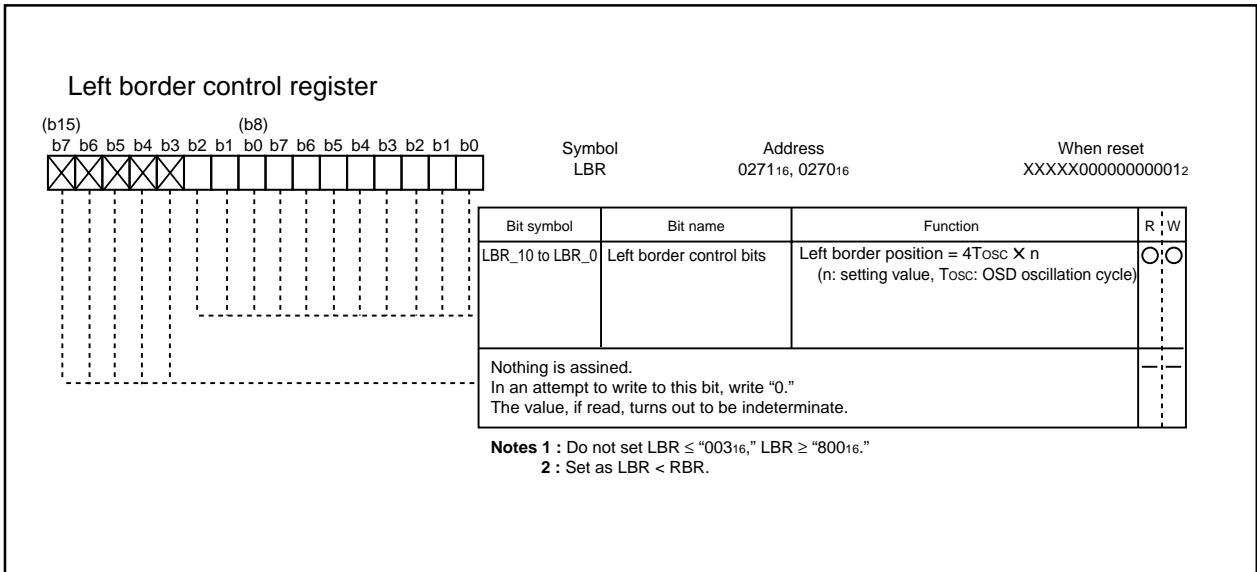 Left border control register
(b15) (b8)
b7 b6 b5 b4 b3 b2 b1 b0 b7 b6 b5 b4 b3 b2 b1 b0
Symbol Address When reset
LBR 027116, 027016 XXXXX000000000012
Bit symbol Bit name Function R W
LBR_10 to LBR_0 Left border control bits Left border position = 4Tosc X n
(n: setting value, Tosc: OSD oscillation cycle)
Nothing is assined.
In an attempt to write to this bit, write “0.”
The value, if read, turns out to be indeterminate.
Notes 1 : Do not set LBR ≤ “00316,” LBR ≥ “80016.”
2 : Set as LBR < RBR.